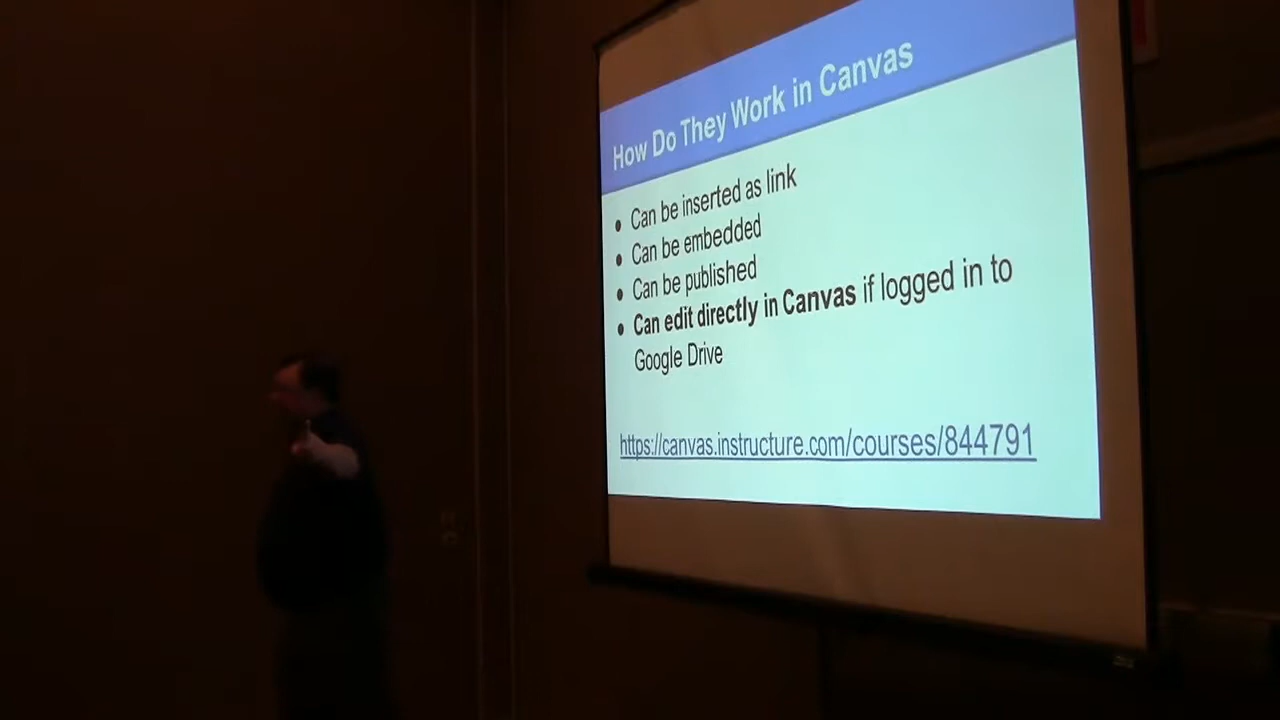 How Do They Work in Canvas
● Can be inserted as link
● Can be embedded
● Can be published
● Can edit directly in Canvas if logged in to
Google Drive
https://canvas.instructure.com/courses/844791